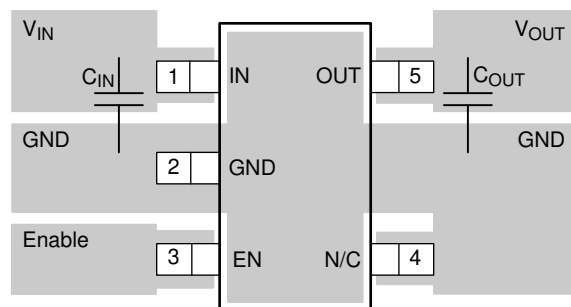 VIN VOUT
CIN 1 IN OUT 5 COUT
GND GND
2 GND
Enable
3 EN N/C 4